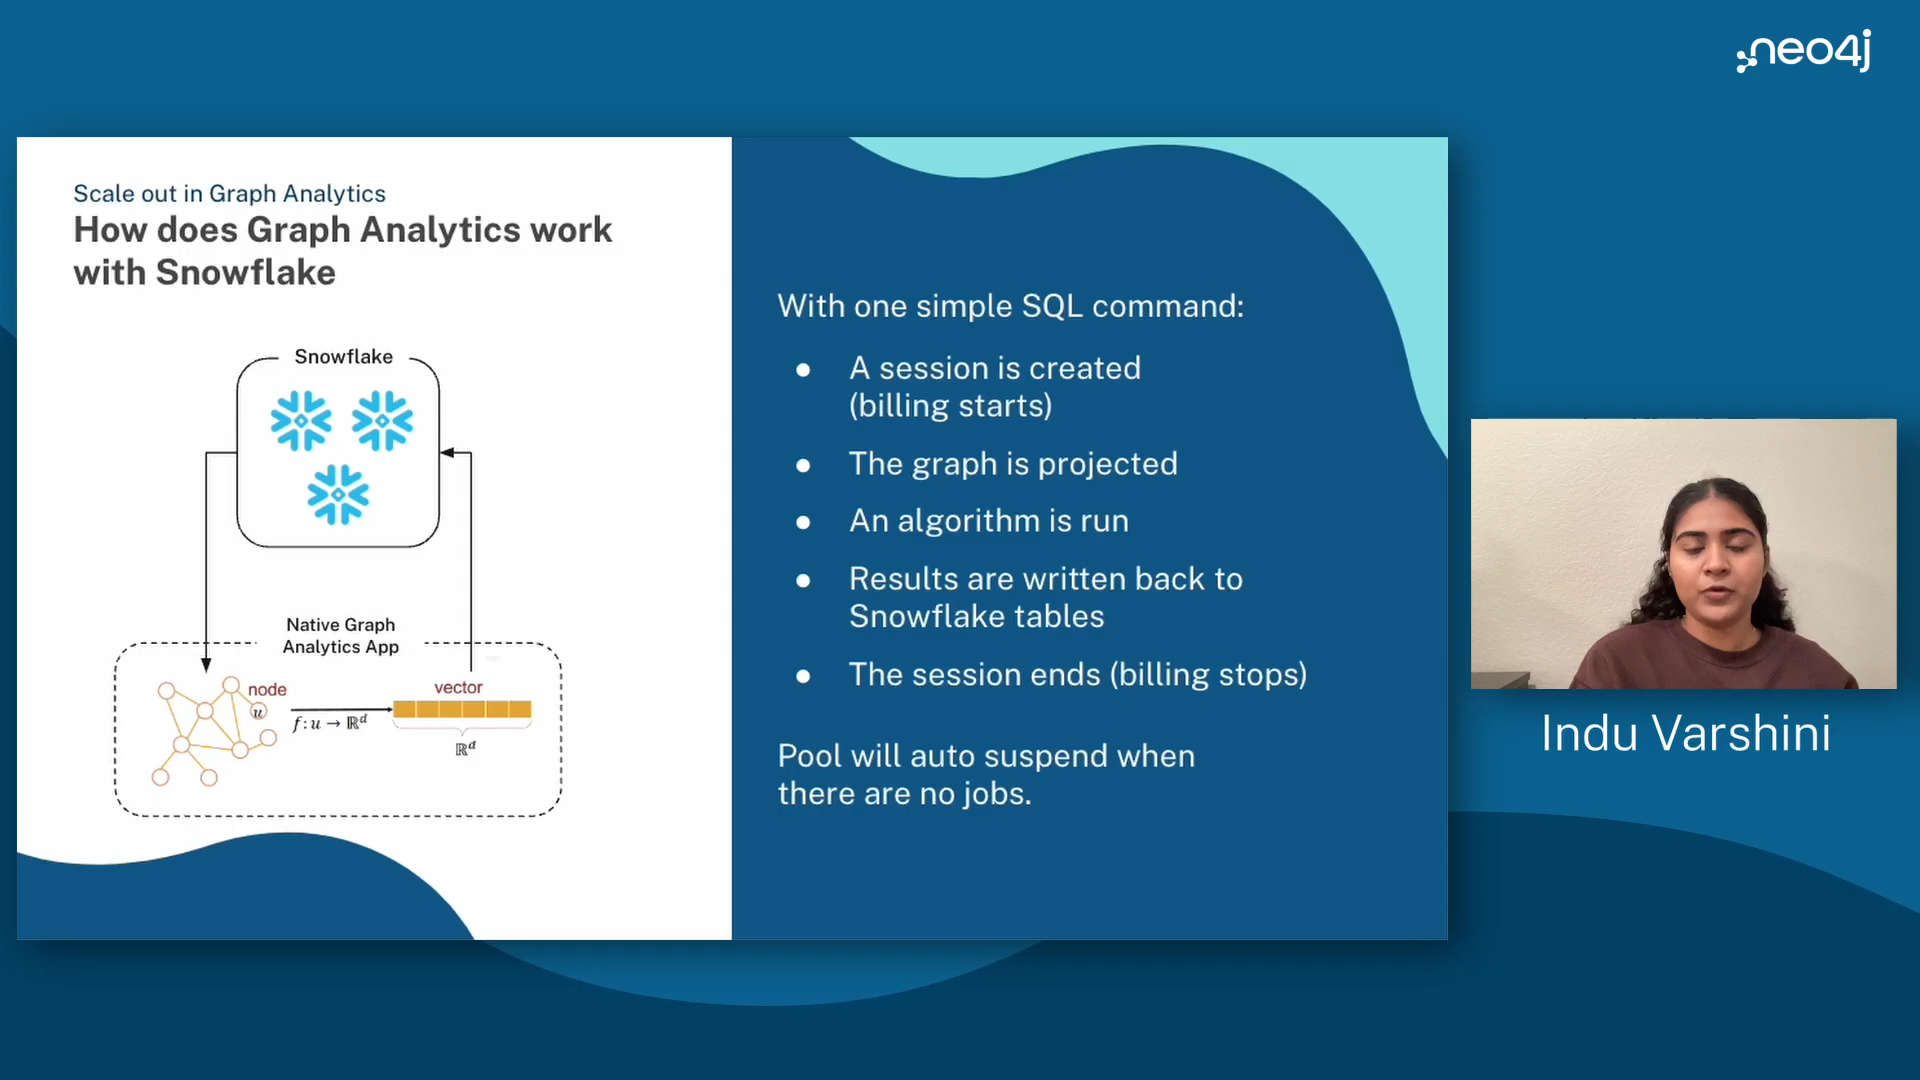 neo4j
Scale out in Graph Analytics
How does Graph Analytics work
with Snowflake
Snowflake
Native Graph
Analytics App
node
u
f: u → ℝᵈ
vector
ℝᵈ
With one simple SQL command:
● A session is created
(billing starts)
● The graph is projected
● An algorithm is run
● Results are written back to
Snowflake tables
● The session ends (billing stops)
Pool will auto suspend when
there are no jobs.
Indu Varshini